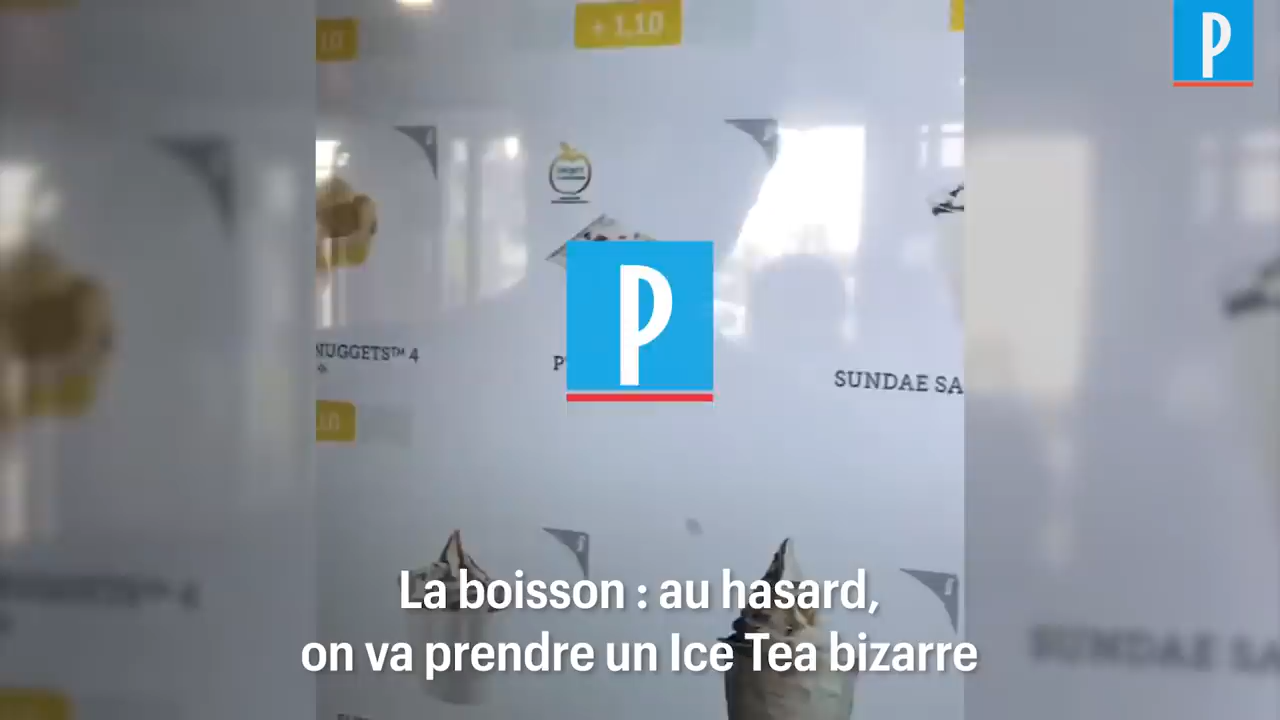 + 1,10
P
NUGGETS™ 4
P
P
SUNDAE SA
La boisson : au hasard,
on va prendre un Ice Tea bizarre